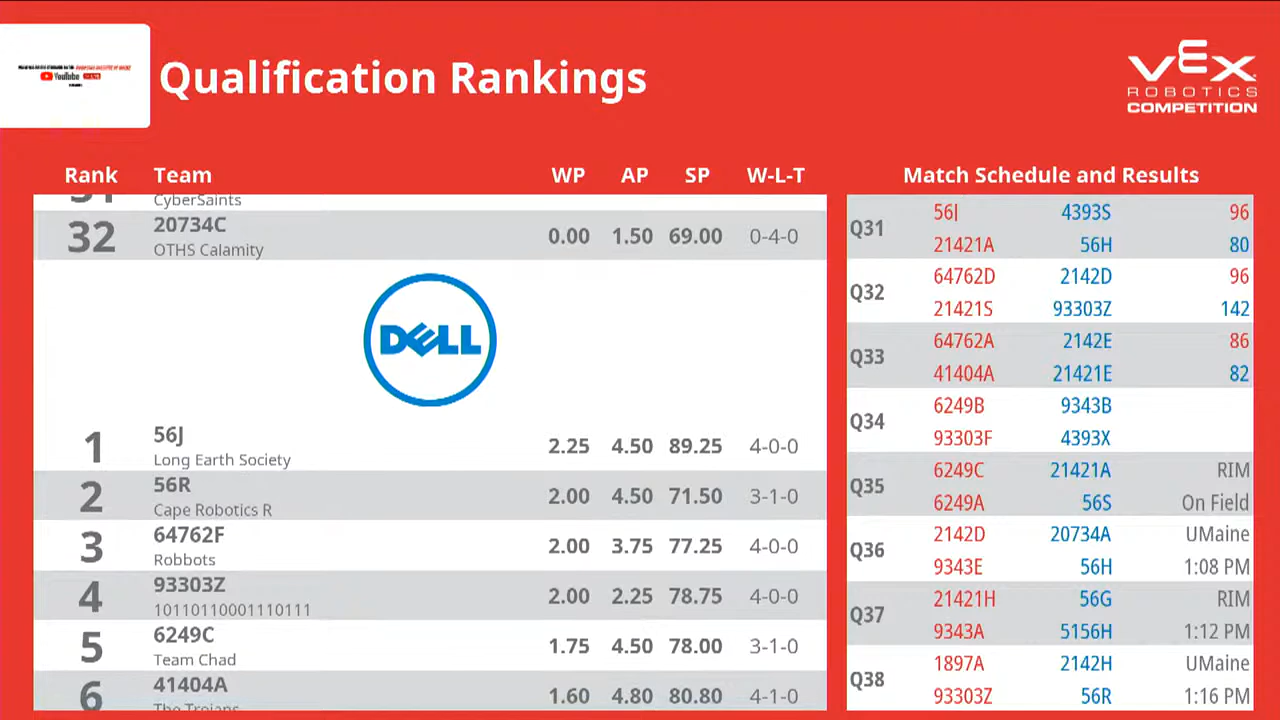 YouTube
Qualification Rankings
VEX
ROBOTICS
COMPETITION
Rank Team WP AP SP W-L-T
31 CyberSaints
32 20734C 0.00 1.50 69.00 0-4-0
OTHS Calamity
DELL
1 56J 2.25 4.50 89.25 4-0-0
Long Earth Society
2 56R 2.00 4.50 71.50 3-1-0
Cape Robotics R
3 64762F 2.00 3.75 77.25 4-0-0
Robbots
4 93303Z 2.00 2.25 78.75 4-0-0
10110110001110111
5 6249C 1.75 4.50 78.00 3-1-0
Team Chad
6 41404A 1.60 4.80 80.80 4-1-0
The Trojans
Match Schedule and Results
Q31 56J 4393S 96
21421A 56H 80
Q32 64762D 2142D 96
21421S 93303Z 142
Q33 64762A 2142E 86
41404A 21421E 82
Q34 6249B 9343B
93303F 4393X
Q35 6249C 21421A RIM
6249A 56S On Field
Q36 2142D 20734A UMaine
9343E 56H 1:08 PM
Q37 21421H 56G RIM
9343A 5156H 1:12 PM
Q38 1897A 2142H UMaine
93303Z 56R 1:16 PM